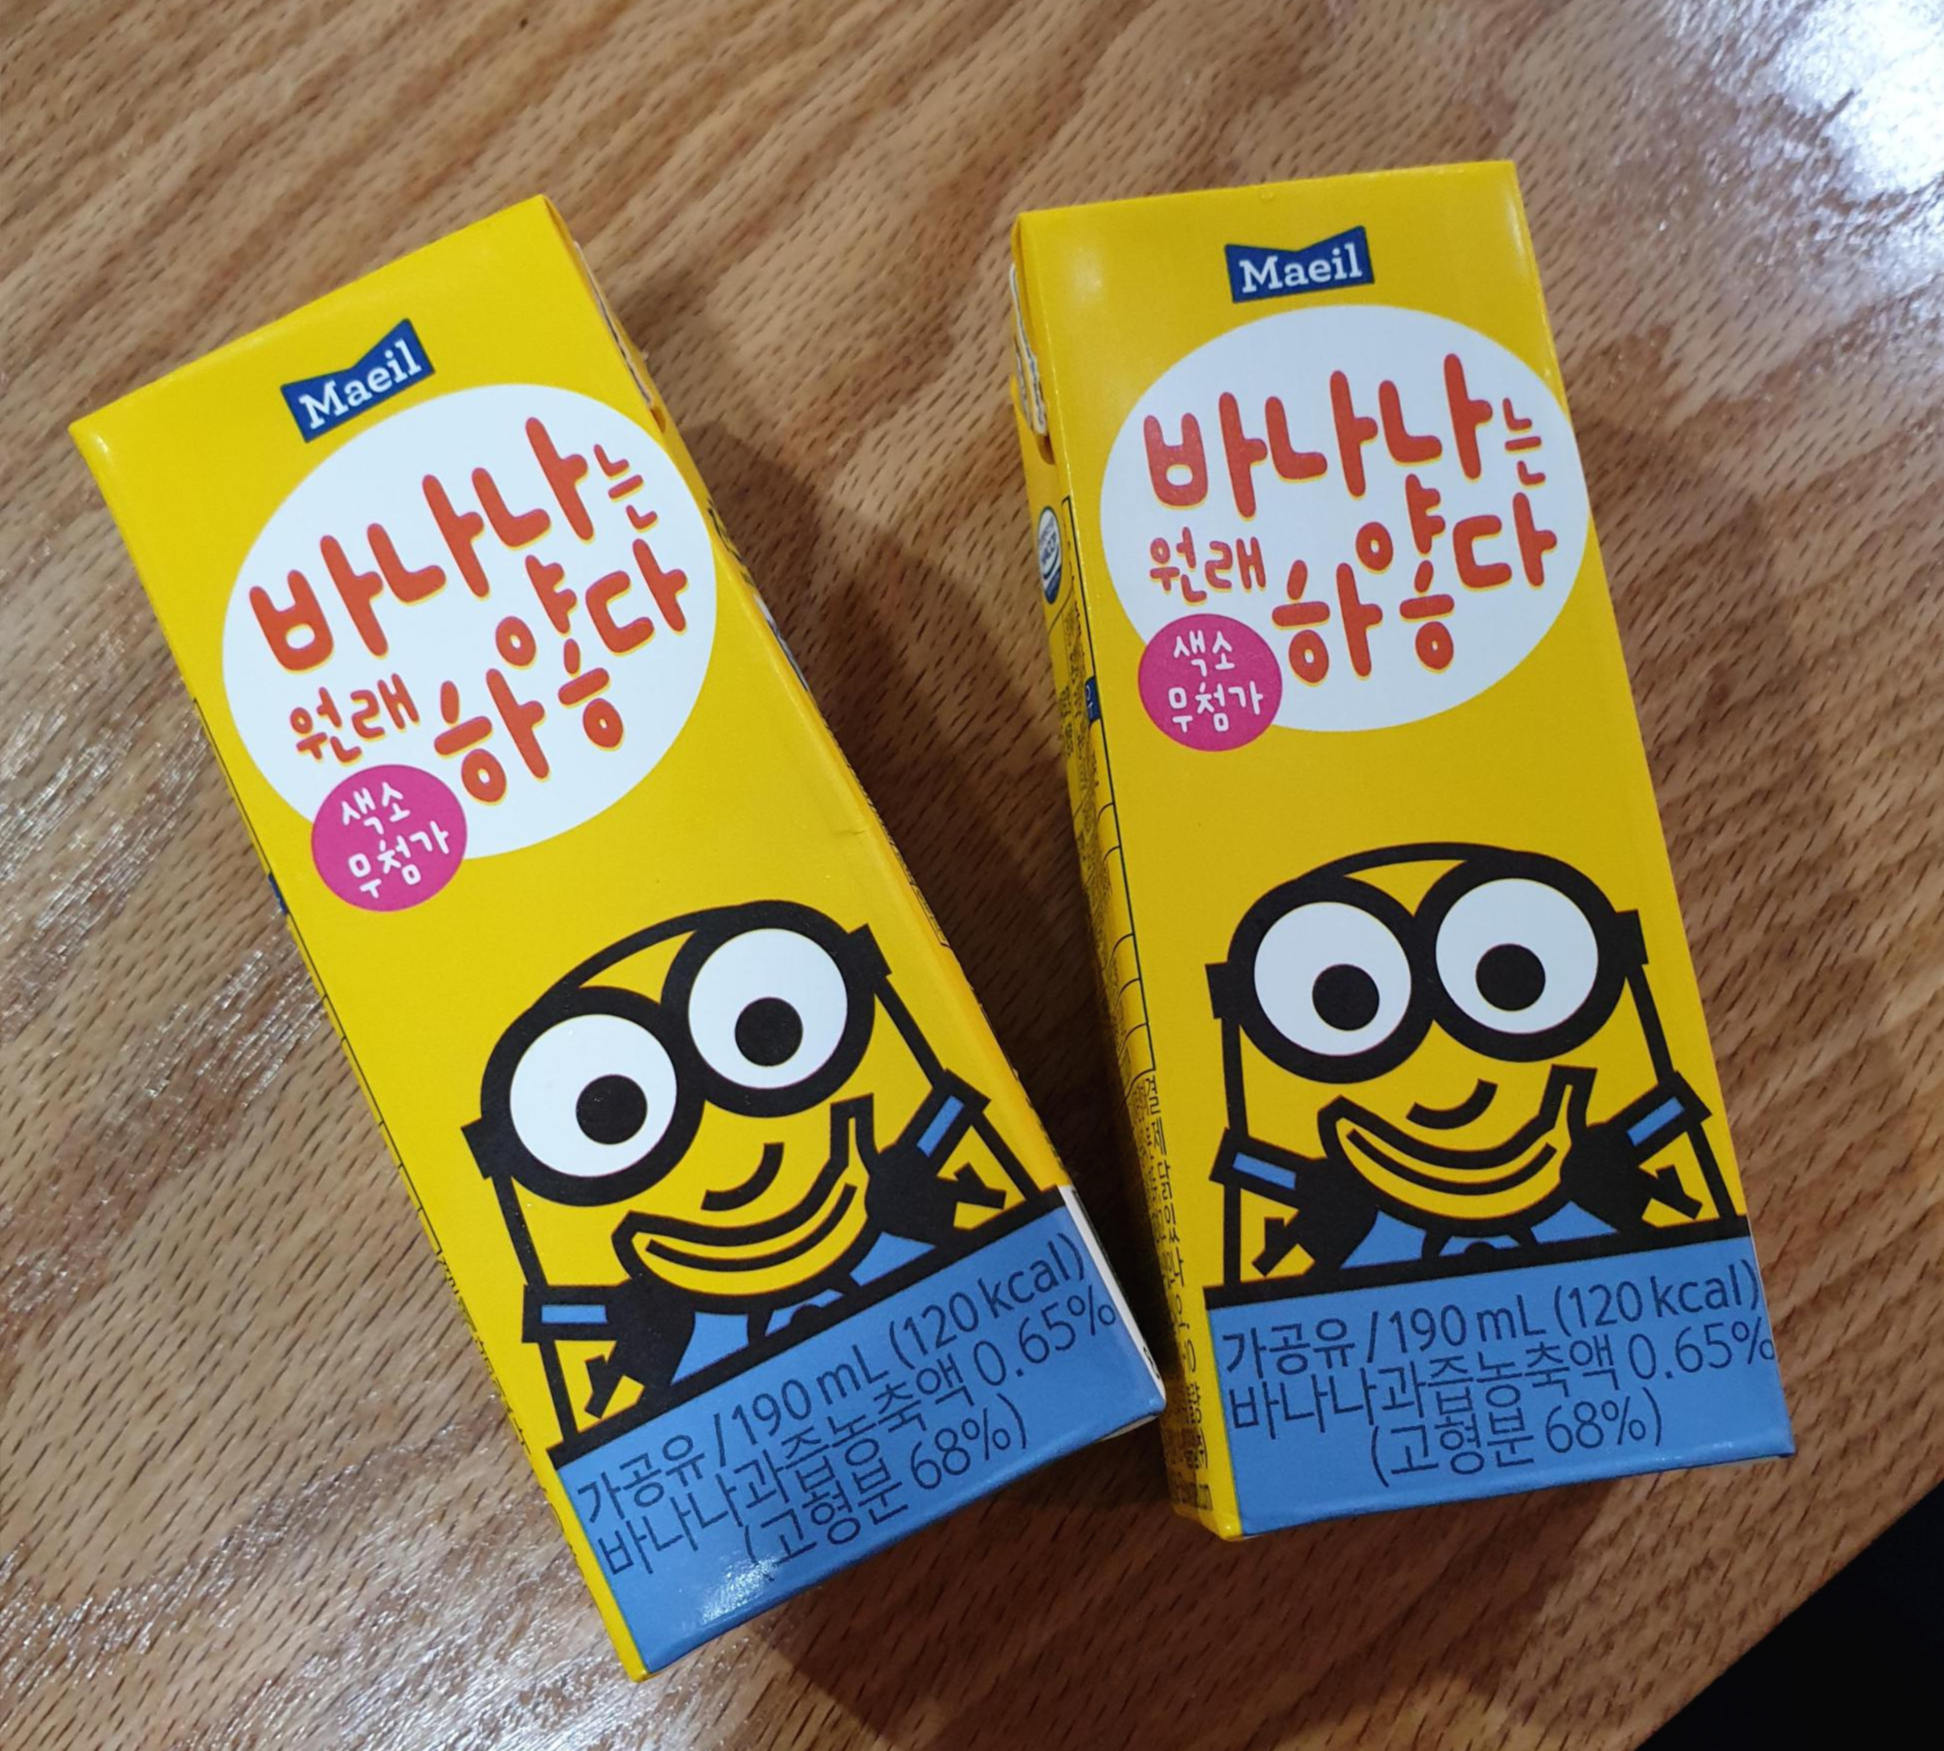 Maeil
바나나는
원래 하얗다
색소
무첨가
가공유/190 mL (120 kcal)
바나나과즙농축액 0.65%
(고형분 68%)
Maeil
바나나는
원래 하얗다
색소
무첨가
가공유/190 mL (120 kcal)
바나나과즙농축액 0.65%
(고형분 68%)